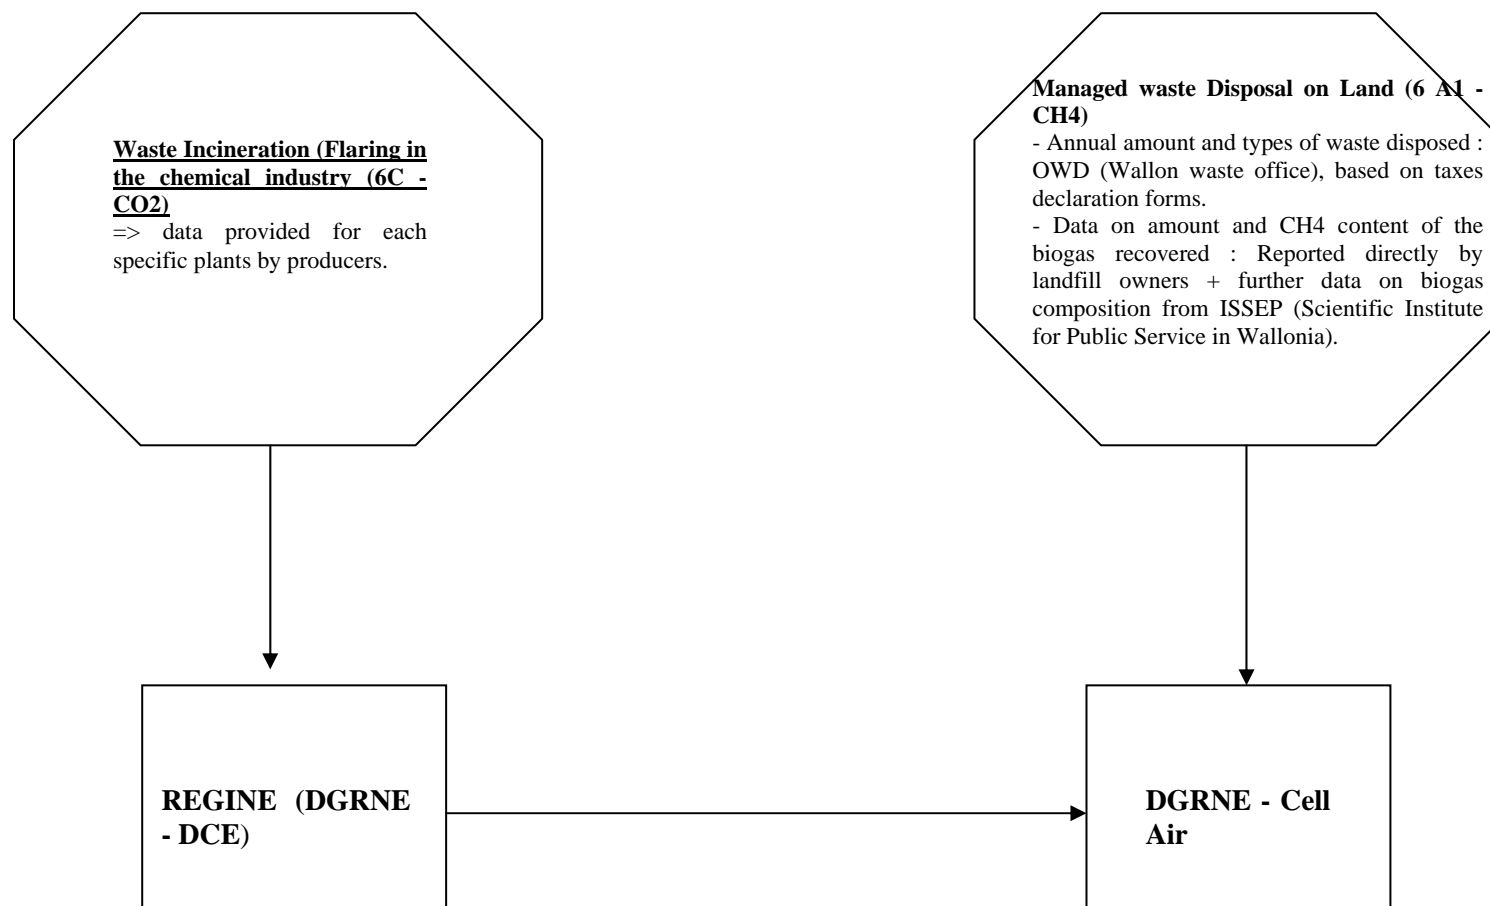 Waste Incineration (Flaring in
the chemical industry (6C -
CO2)
=> data provided for each
specific plants by producers.
Managed waste Disposal on Land (6 A1 -
CH4)
- Annual amount and types of waste disposed :
OWD (Wallon waste office), based on taxes
declaration forms.
- Data on amount and CH4 content of the
biogas recovered : Reported directly by
landfill owners + further data on biogas
composition from ISSEP (Scientific Institute
for Public Service in Wallonia).
REGINE (DGRNE
- DCE)
DGRNE - Cell
Air